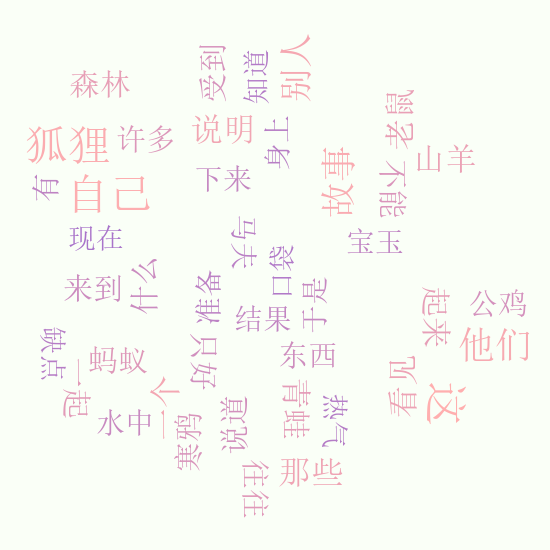 受到
知道
别人
森林
老鼠
狐狸
许多
说明
身上
山羊
故事
有
自己
下来
不能
现在
马夫
宝玉
口袋
来到
什么
准备
于是
起来
公鸡
结果
缺点
蚂蚁
只好
东西
他们
看见
一起
一个
青蛙
这
水中
寒鸦
说道
热气
往往
那些